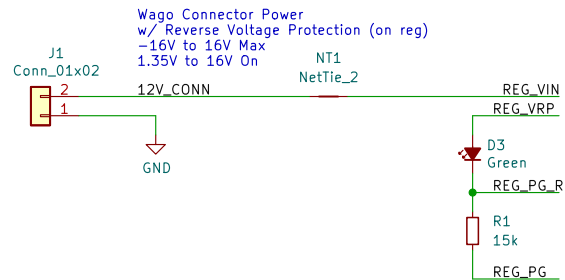 Wago Connector Power
w/ Reverse Voltage Protection (on reg)
-16V to 16V Max
1.35V to 16V On
J1
Conn_01x02
NT1
NetTie_2
2
12V_CONN
REG_VIN
1
REG_VRP
GND
D3
Green
REG_PG_R
R1
15k
REG_PG